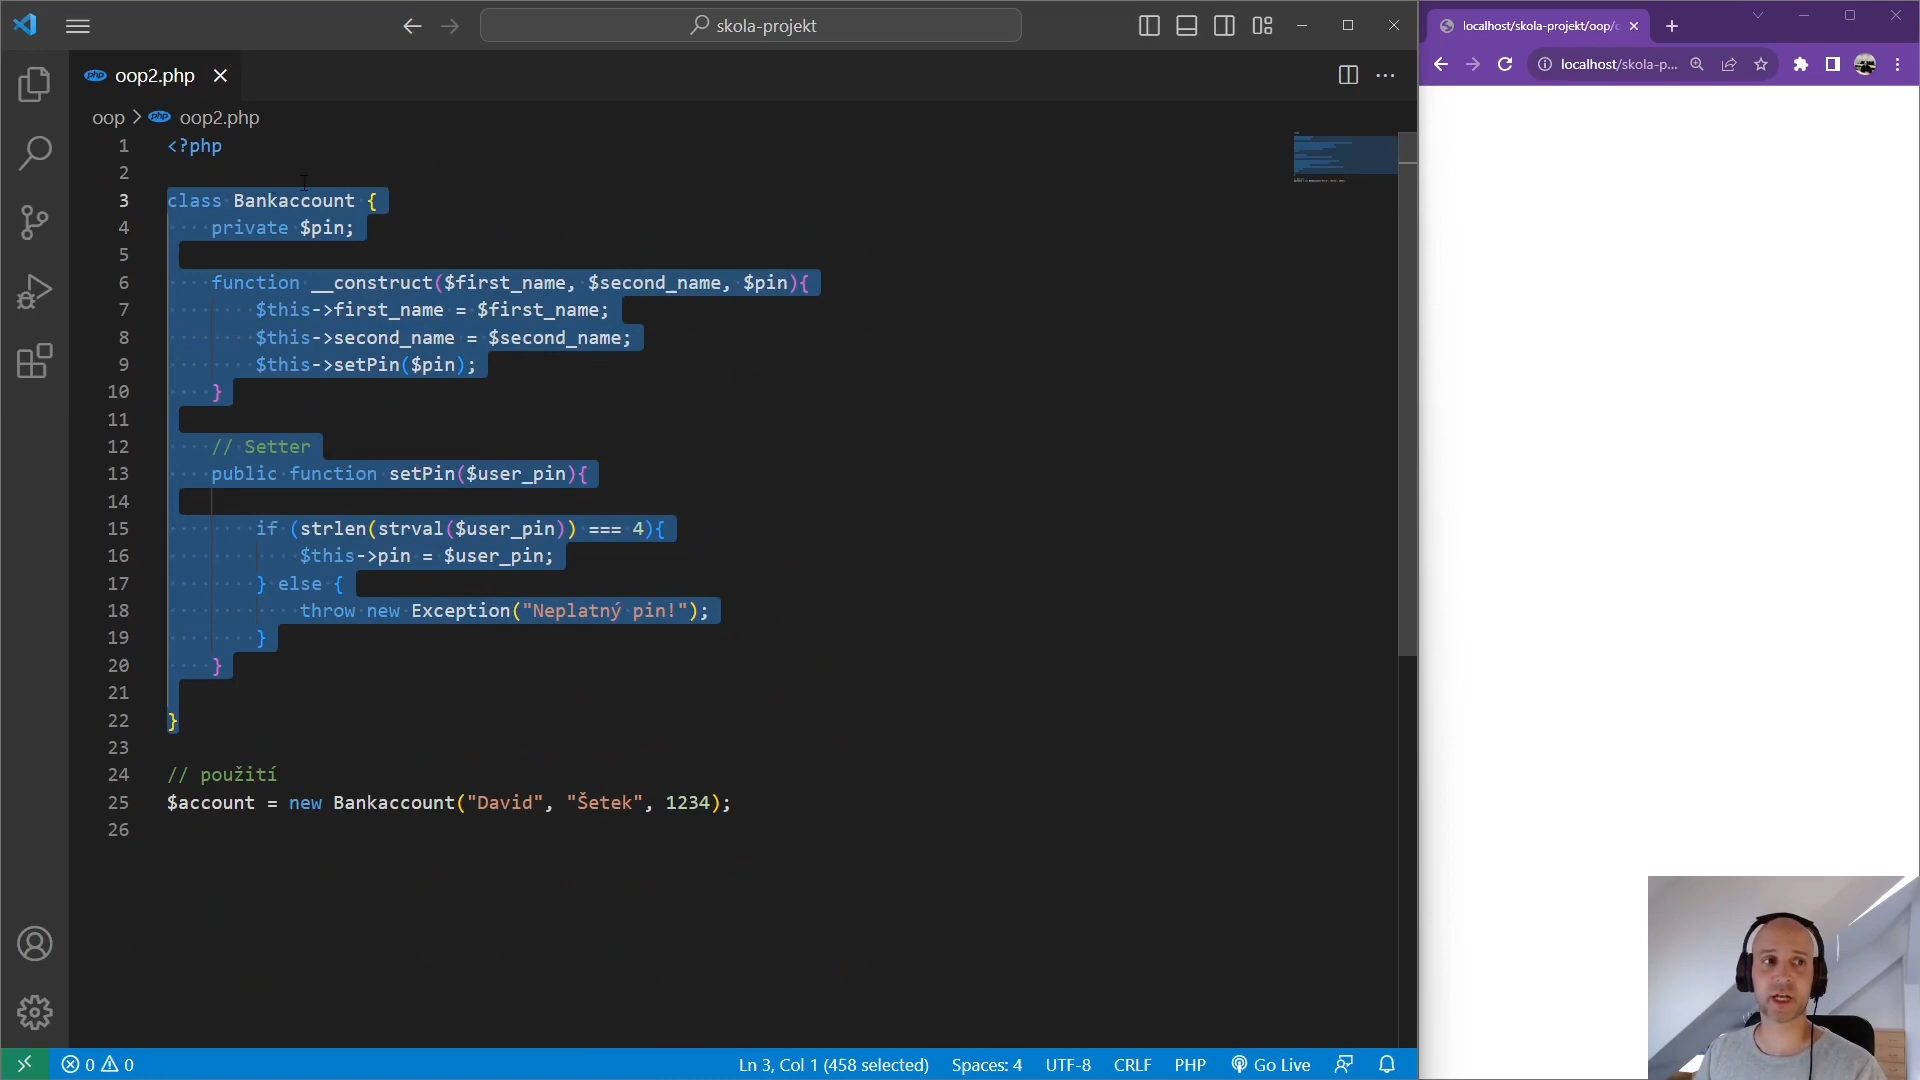 skola-projekt
oop2.php
oop > oop2.php
1 <?php
2
3 class Bankaccount {
4 private $pin;
5
6 function __construct($first_name, $second_name, $pin){
7 $this->first_name = $first_name;
8 $this->second_name = $second_name;
9 $this->setPin($pin);
10 }
11
12 // Setter
13 public function setPin($user_pin){
14
15 if (strlen(strval($user_pin)) === 4){
16 $this->pin = $user_pin;
17 } else {
18 throw new Exception("Neplatný pin!");
19 }
20 }
21
22 }
23
24 // použití
25 $account = new Bankaccount("David", "Šetek", 1234);
26
0 0
Ln 3, Col 1 (458 selected) Spaces: 4 UTF-8 CRLF PHP Go Live
localhost/skola-projekt/oop/
localhost/skola-p...